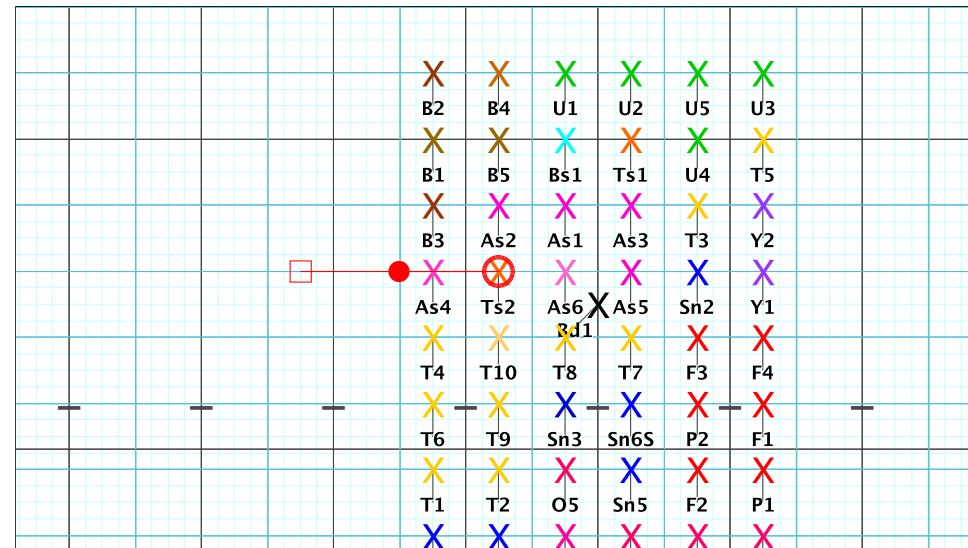 B2 B4 U1 U2 U5 U3
B1 B5 Bs1 Ts1 U4 T5
B3 As2 As1 As3 T3 Y2
As4 Ts2 As6 As5 Sn2 Y1
Bd1
T4 T10 T8 T7 F3 F4
T6 T9 Sn3 Sn6S P2 F1
T1 T2 O5 Sn5 F2 P1